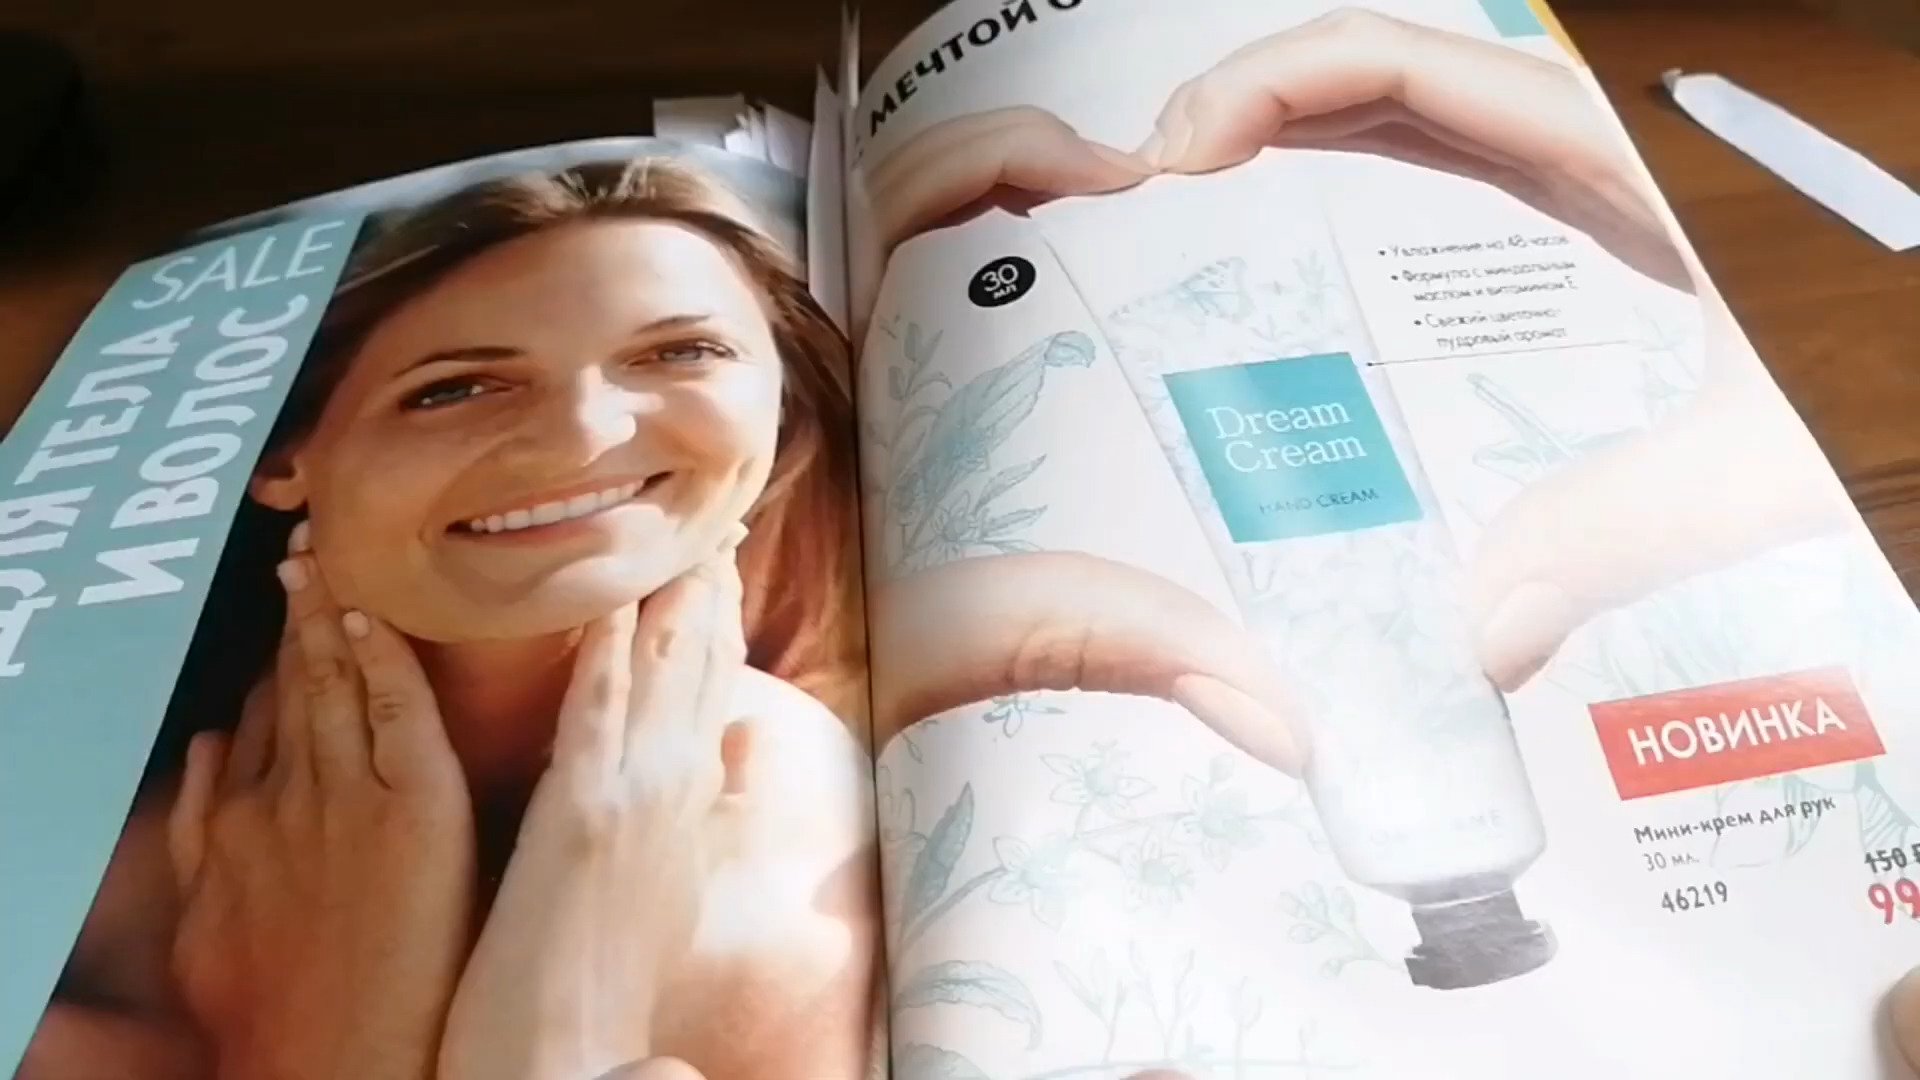 SALE
ДЛЯ ТЕЛА
И ВОЛОС
МЕЧТОЙ
30
МЛ
• Увлажнение на 48 часов
• Формула с миндальным
маслом и витамином Е
• Свежий цветочно-
пудровый аромат
Dream
Cream
HAND CREAM
НОВИНКА
Мини-крем для рук
30 мл.
46219
150
99